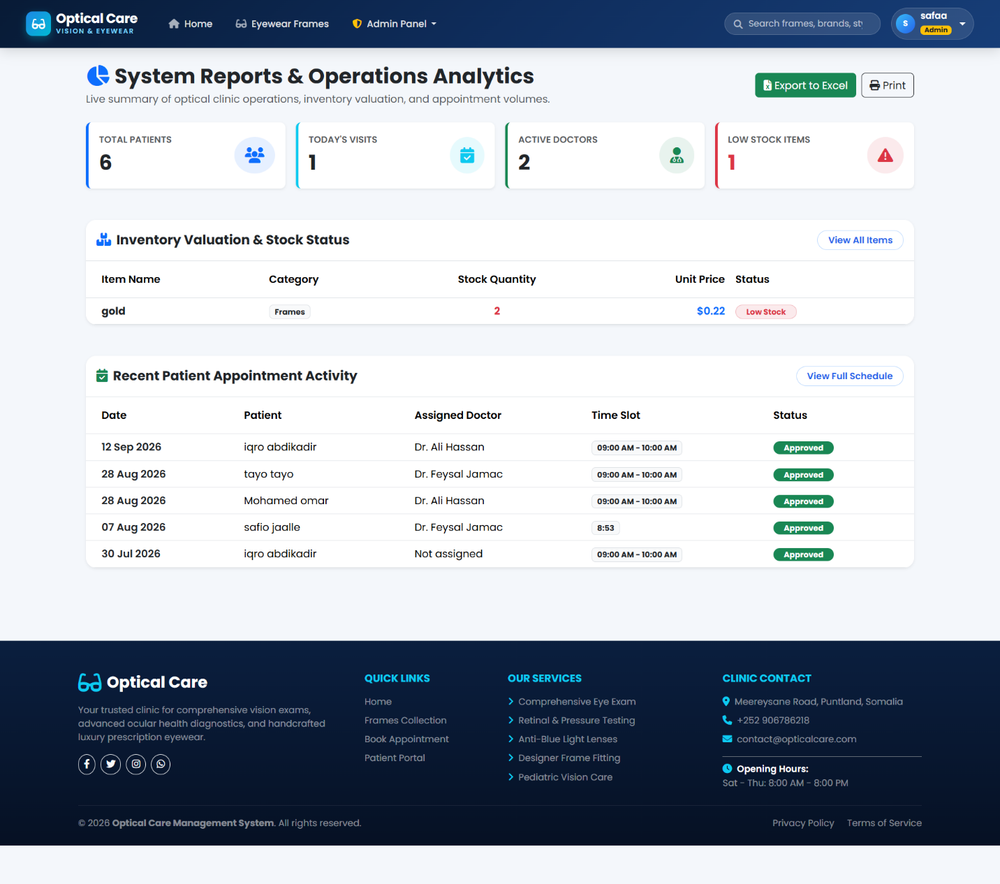 Optical Care
VISION & EYEWEAR
Home
Eyewear Frames
Admin Panel
Search frames, brands, sty
S
safaa
Admin
System Reports & Operations Analytics
Live summary of optical clinic operations, inventory valuation, and appointment volumes.
Export to Excel
Print
TOTAL PATIENTS
6
TODAY'S VISITS
1
ACTIVE DOCTORS
2
LOW STOCK ITEMS
1
Inventory Valuation & Stock Status
View All Items
Item Name Category Stock Quantity Unit Price Status
gold Frames 2 $0.22 Low Stock
Recent Patient Appointment Activity
View Full Schedule
Date Patient Assigned Doctor Time Slot Status
12 Sep 2026 iqro abdikadir Dr. Ali Hassan 09:00 AM - 10:00 AM Approved
28 Aug 2026 tayo tayo Dr. Feysal Jamac 09:00 AM - 10:00 AM Approved
28 Aug 2026 Mohamed omar Dr. Ali Hassan 09:00 AM - 10:00 AM Approved
07 Aug 2026 safio jaalle Dr. Feysal Jamac 8:53 Approved
30 Jul 2026 iqro abdikadir Not assigned 09:00 AM - 10:00 AM Approved
Optical Care
Your trusted clinic for comprehensive vision exams,
advanced ocular health diagnostics, and handcrafted
luxury prescription eyewear.
QUICK LINKS
Home
Frames Collection
Book Appointment
Patient Portal
OUR SERVICES
Comprehensive Eye Exam
Retinal & Pressure Testing
Anti-Blue Light Lenses
Designer Frame Fitting
Pediatric Vision Care
CLINIC CONTACT
Meereysane Road, Puntland, Somalia
+252 906786218
contact@opticalcare.com
Opening Hours:
Sat - Thu: 8:00 AM - 8:00 PM
© 2026 Optical Care Management System. All rights reserved.
Privacy Policy Terms of Service